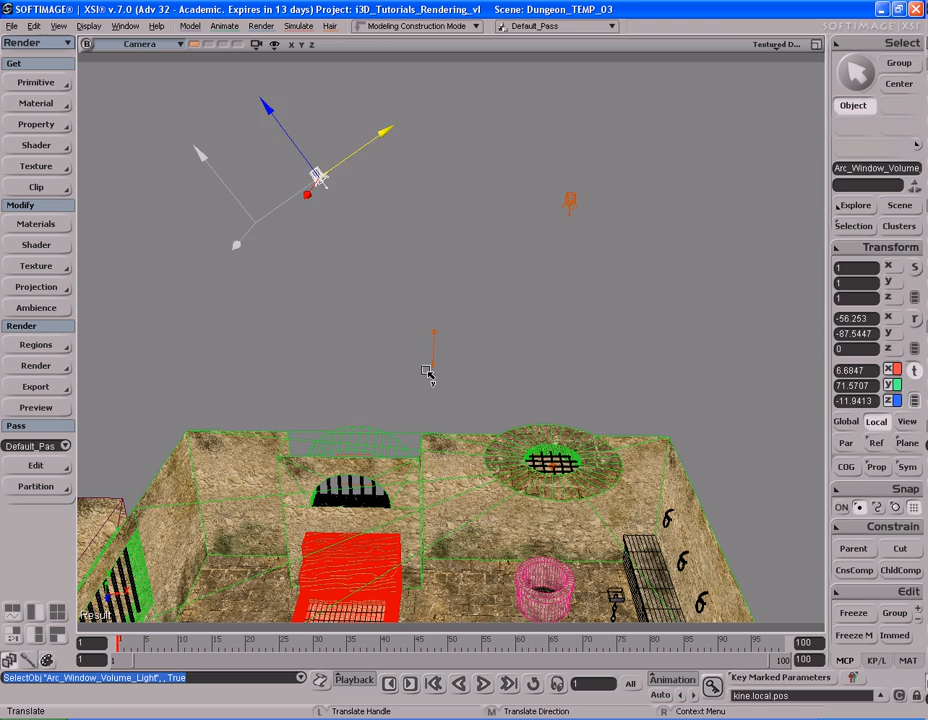 SOFTIMAGE® | XSI® v.7.0 (Adv 32 - Academic. Expires in 13 days) Project: i3D_Tutorials_Rendering_vl    Scene: Dungeon_TEMP_03
File Edit View Display Window Help Model Animate Render Simulate Hair Modeling Construction Mode Default_Pass SOFTIMAGE | XSI
Render B Camera X Y Z Textured D... Select
Get
Primitive
Material
Property
Shader
Texture
Clip
Modify
Materials
Shader
Texture
Projection
Ambience
Render
Regions
Render
Export
Preview
Pass
Default_Pas
Edit
Partition
Group
Center
Object
Arc_Window_Volume_
Explore Scene
Selection Clusters
Transform
1 x s
1 y
1 z
-56.253 x r
-87.5447 y
0 z
6.6847 x t
71.5707 y
-11.9413 z
Global Local View
Par Ref Plane
COG Prop Sym
Snap
ON
Constrain
Parent Cut
CnsComp ChldComp
Edit
Freeze Group
Freeze M Immed
MCP KP/L MAT
y
Result
1 1 5 10 15 20 25 30 35 40 45 50 55 60 65 70 75 80 85 90 95 100
1 1 100 100
SelectObj "Arc_Window_Volume_Light", , True Playback 1 All Animation Key Marked Parameters
Auto kine.local.pos
Translate L Translate Handle M Translate Direction R Context Menu